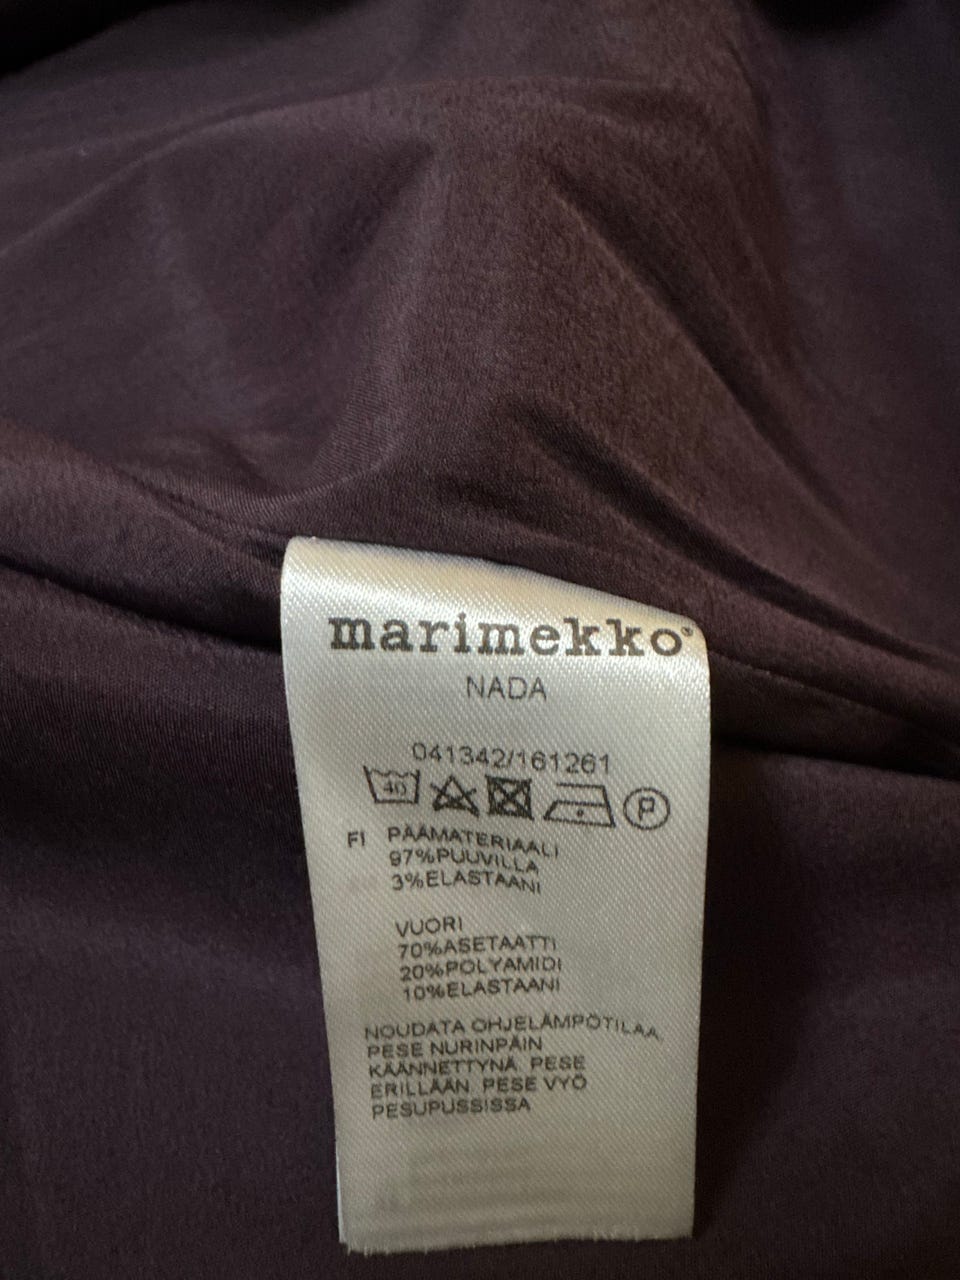 marimekko®
NADA
041342/161261
40 P
FI PÄÄMATERIAALI
97%PUUVILLA
3%ELASTAANI
VUORI
70%ASETAATTI
20%POLYAMIDI
10%ELASTAANI
NOUDATA OHJELÄMPÖTILAA,
PESE NURINPÄIN
KÄÄNNETTYNÄ. PESE
ERILLÄÄN. PESE VYÖ
PESUPUSSISSA